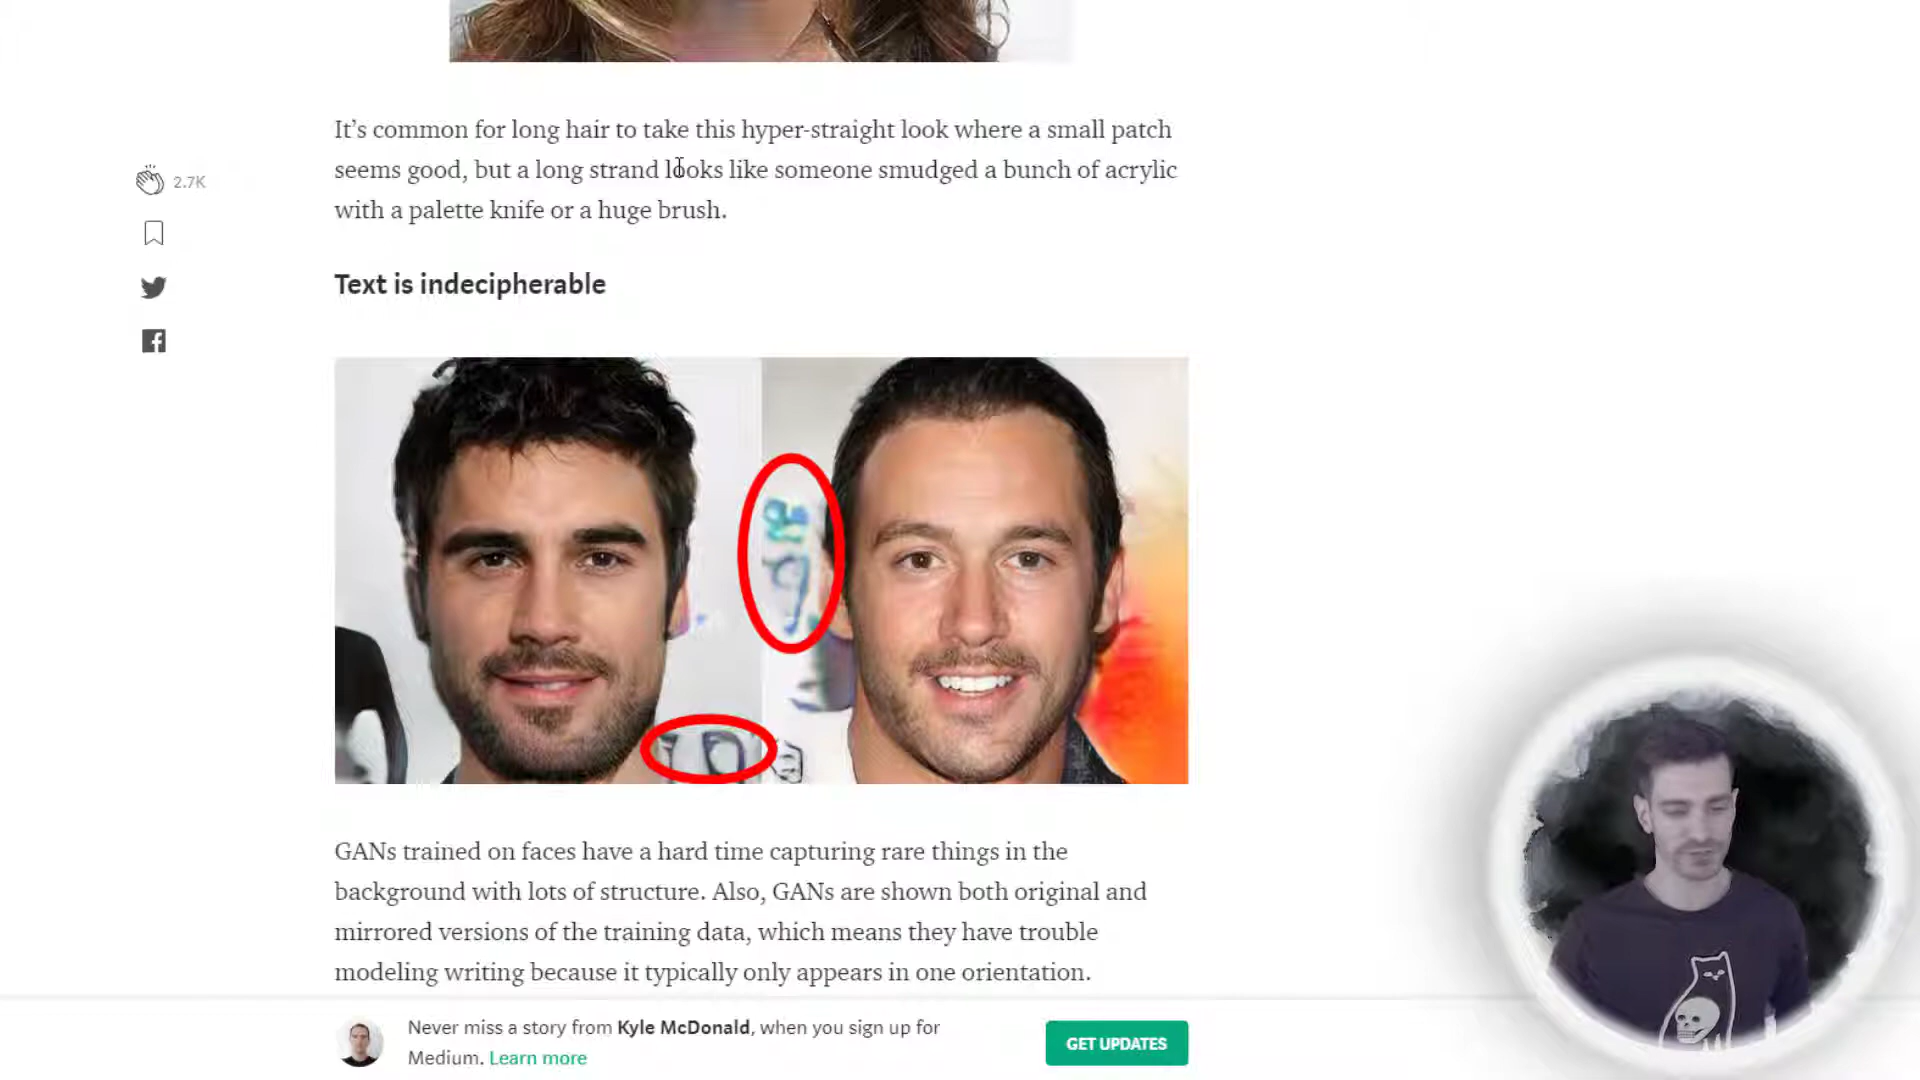 It’s common for long hair to take this hyper-straight look where a small patch
seems good, but a long strand looks like someone smudged a bunch of acrylic
with a palette knife or a huge brush.
2.7K
Text is indecipherable
GANs trained on faces have a hard time capturing rare things in the
background with lots of structure. Also, GANs are shown both original and
mirrored versions of the training data, which means they have trouble
modeling writing because it typically only appears in one orientation.
Never miss a story from Kyle McDonald, when you sign up for
Medium. Learn more
GET UPDATES